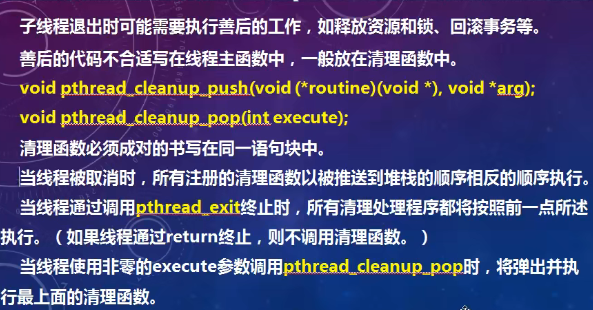 子线程退出时可能需要执行善后的工作，如释放资源和锁、回滚事务等。
善后的代码不合适写在线程主函数中，一般放在清理函数中。
void pthread_cleanup_push(void (*routine)(void *), void *arg);
void pthread_cleanup_pop(int execute);
清理函数必须成对的书写在同一语句块中。
当线程被取消时，所有注册的清理函数以被推送到堆栈的顺序相反的顺序执行。
当线程通过调用pthread_exit终止时，所有清理处理程序都将按照前一点所述
执行。（如果线程通过return终止，则不调用清理函数。）
当线程使用非零的execute参数调用pthread_cleanup_pop时，将弹出并执
行最上面的清理函数。